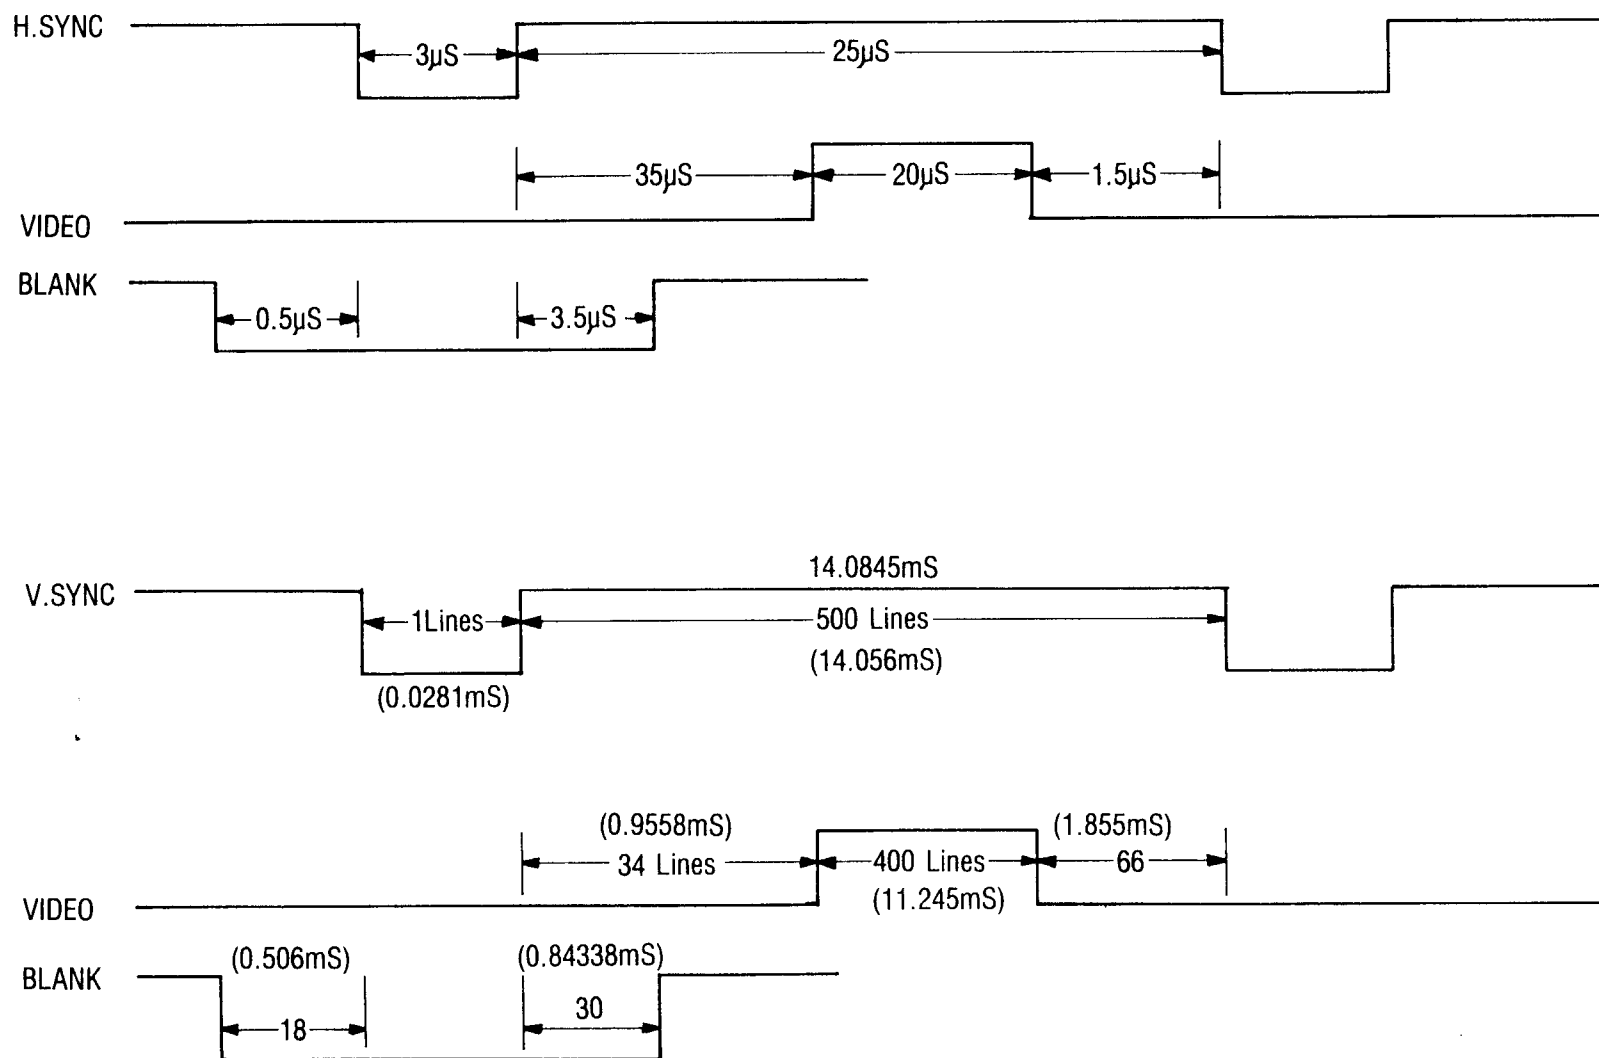 H.SYNC
3µS
25µS
35µS
20µS
1.5µS
VIDEO
BLANK
0.5µS
3.5µS
14.0845mS
V.SYNC
1Lines
500 Lines
(14.056mS)
(0.0281mS)
(0.9558mS)
(1.855mS)
34 Lines
400 Lines
66
(11.245mS)
VIDEO
(0.506mS)
(0.84338mS)
BLANK
18
30